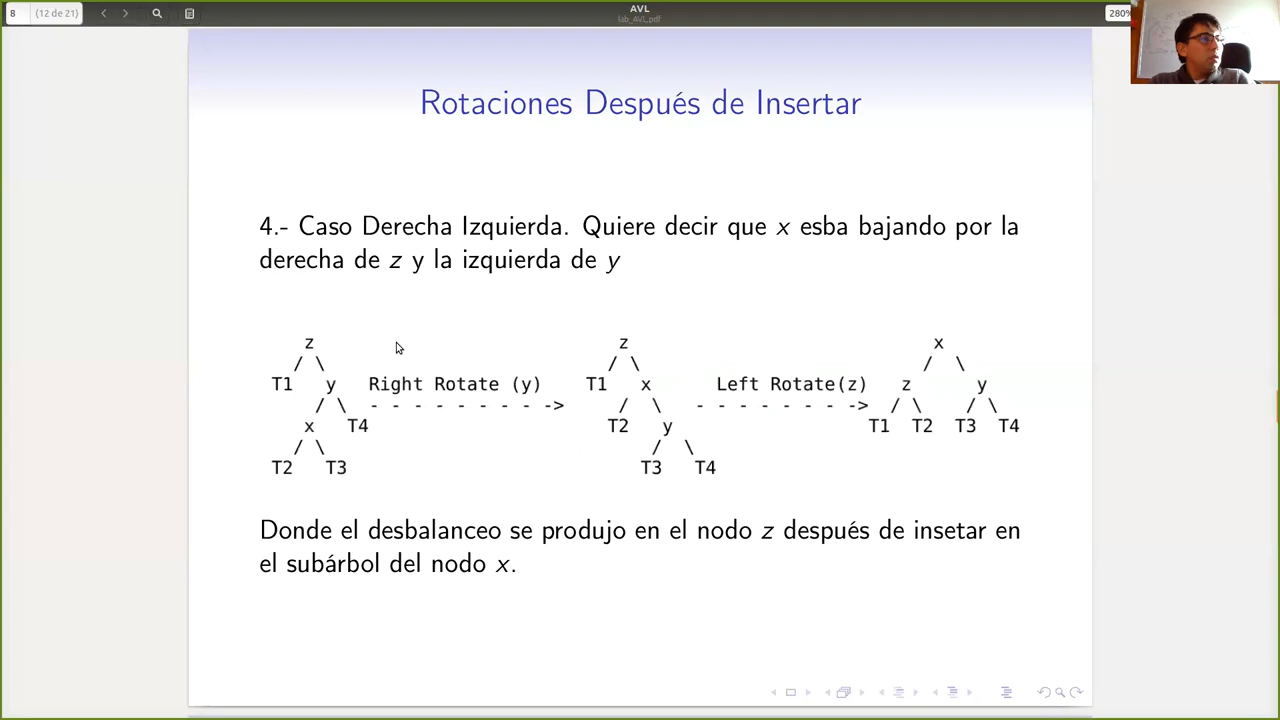 8 (12 de 21) AVL 280%
lab_AVL.pdf
Rotaciones Después de Insertar
4.- Caso Derecha Izquierda. Quiere decir que x esba bajando por la
derecha de z y la izquierda de y
z z x
/ \ / \ / \
T1 y Right Rotate (y) T1 x Left Rotate(z) z y
/ \ - - - - - - - - -> / \ - - - - - - - -> / \ / \
x T4 T2 y T1 T2 T3 T4
/ \ / \
T2 T3 T3 T4
Donde el desbalanceo se produjo en el nodo z después de insetar en
el subárbol del nodo x.